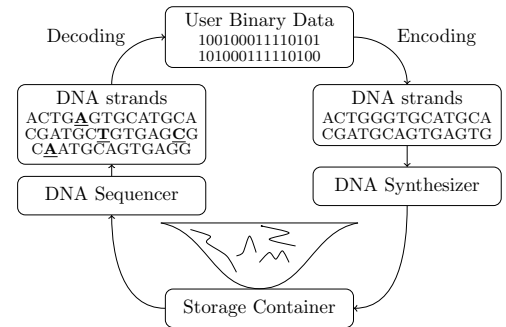 User Binary Data
100100011110101
101000111110100
Decoding
Encoding
DNA strands
ACTGAGTGCATGCA
CGATGCTGTGAGCG
CAATGCAGTGAGG
DNA strands
ACTGGGTGCATGCA
CGATGCAGTGAGTG
DNA Sequencer
DNA Synthesizer
Storage Container